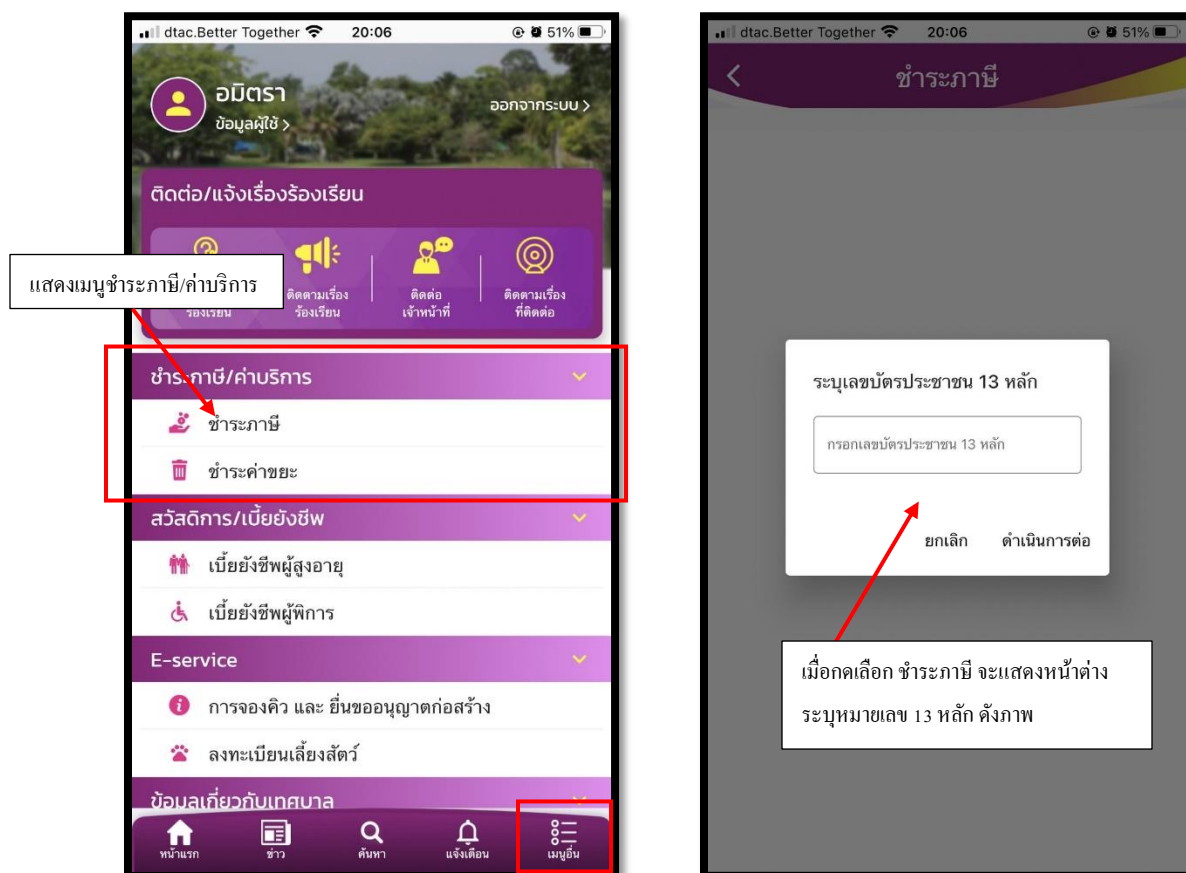 dtac.Better Together 20:06 51%
อมิตรา
ข้อมูลผู้ใช้ >
ออกจากระบบ >
ติดต่อ/แจ้งเรื่องร้องเรียน
แสดงเมนูชำระภาษี/ค่าบริการ
ร้องเรียน
ติดตามเรื่อง
ร้องเรียน
ติดต่อ
เจ้าหน้าที่
ติดตามเรื่อง
ที่ติดต่อ
ชำระภาษี/ค่าบริการ
ชำระภาษี
ชำระค่าขยะ
สวัสดิการ/เบี้ยยังชีพ
เบี้ยยังชีพผู้สูงอายุ
เบี้ยยังชีพผู้พิการ
E-service
การจองคิว และ ยื่นขออนุญาตก่อสร้าง
ลงทะเบียนเลี้ยงสัตว์
ข้อมูลเกี่ยวกับเทศบาล
หน้าแรก
ข่าว
ค้นหา
แจ้งเตือน
เมนูอื่น
dtac.Better Together 20:06 51%
ชำระภาษี
ระบุเลขบัตรประชาชน 13 หลัก
กรอกเลขบัตรประชาชน 13 หลัก
ยกเลิก ดำเนินการต่อ
เมื่อกดเลือก ชำระภาษี จะแสดงหน้าต่าง
ระบุหมายเลข 13 หลัก ดังภาพ